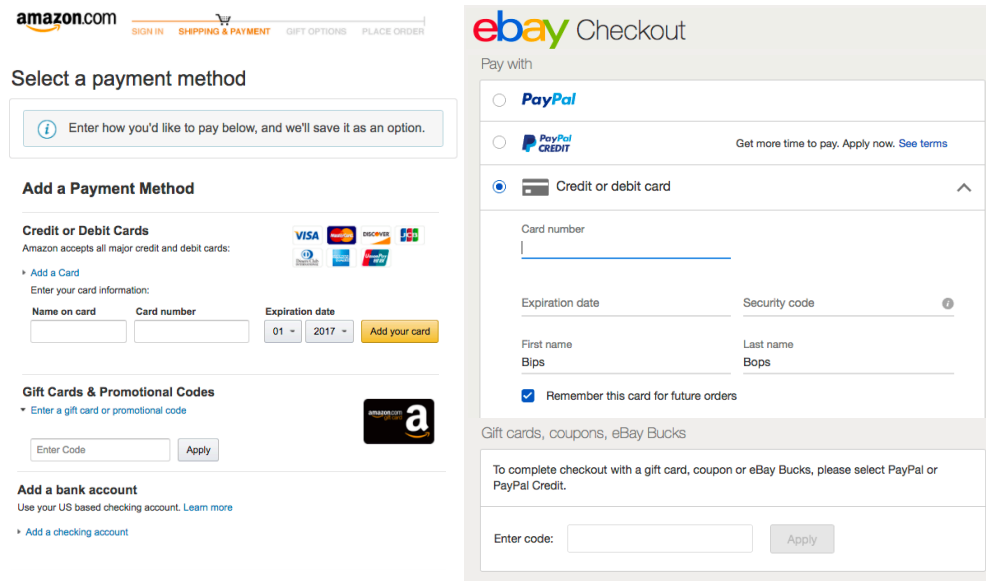 amazon.com
SIGN IN SHIPPING & PAYMENT GIFT OPTIONS PLACE ORDER
Select a payment method
Enter how you'd like to pay below, and we'll save it as an option.
Add a Payment Method
Credit or Debit Cards
Amazon accepts all major credit and debit cards:
VISA MasterCard DISCOVER JCB
Diners Club
UnionPay
Add a Card
Enter your card information:
Name on card Card number Expiration date
01 2017 Add your card
Gift Cards & Promotional Codes
Enter a gift card or promotional code
Enter Code Apply
amazon.com
gift card
a
Add a bank account
Use your US based checking account. Learn more
Add a checking account
ebay Checkout
Pay with
PayPal
PayPal
CREDIT
Get more time to pay. Apply now. See terms
Credit or debit card
Card number
Expiration date Security code
First name Last name
Bips Bops
Remember this card for future orders
Gift cards, coupons, eBay Bucks
To complete checkout with a gift card, coupon or eBay Bucks, please select PayPal or
PayPal Credit.
Enter code: Apply